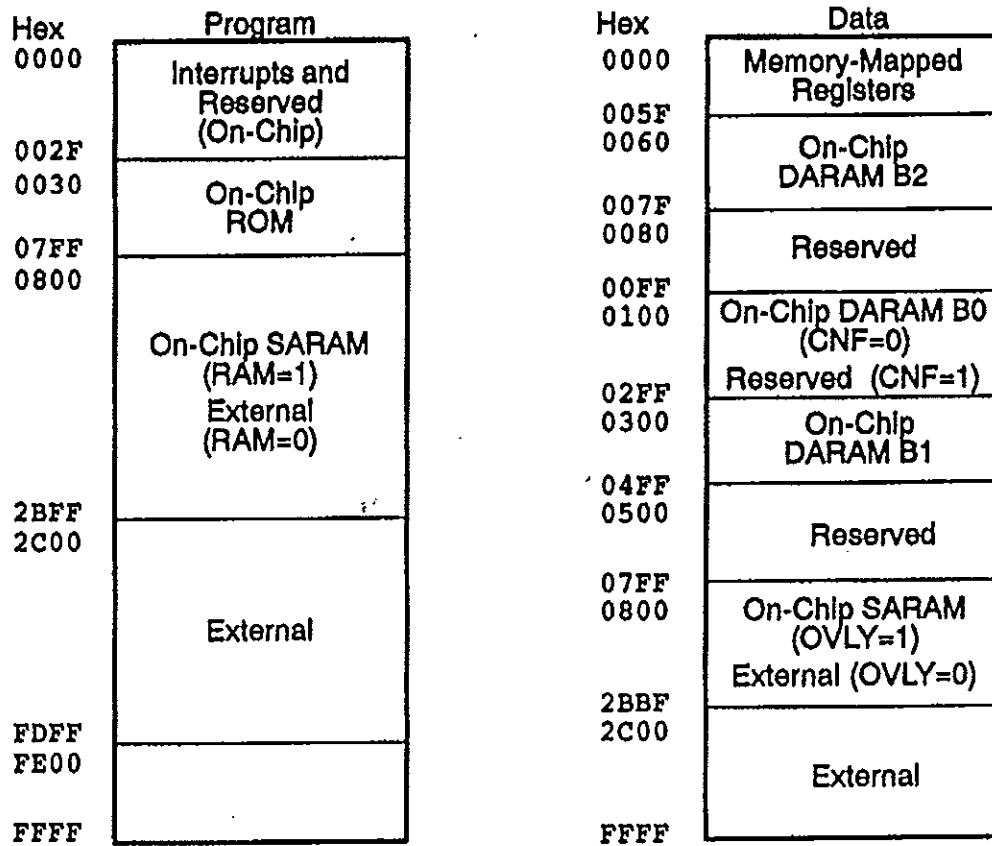 Hex
Program
0000
Interrupts and
Reserved
(On-Chip)
002F
0030
On-Chip
ROM
07FF
0800
On-Chip SARAM
(RAM=1)
External
(RAM=0)
2BFF
2C00
External
FDFF
FE00
FFFF
Hex
Data
0000
Memory-Mapped
Registers
005F
0060
On-Chip
DARAM B2
007F
0080
Reserved
00FF
0100
On-Chip DARAM B0
(CNF=0)
Reserved (CNF=1)
02FF
0300
On-Chip
DARAM B1
04FF
0500
Reserved
07FF
0800
On-Chip SARAM
(OVLY=1)
External (OVLY=0)
2BBF
2C00
External
FFFF